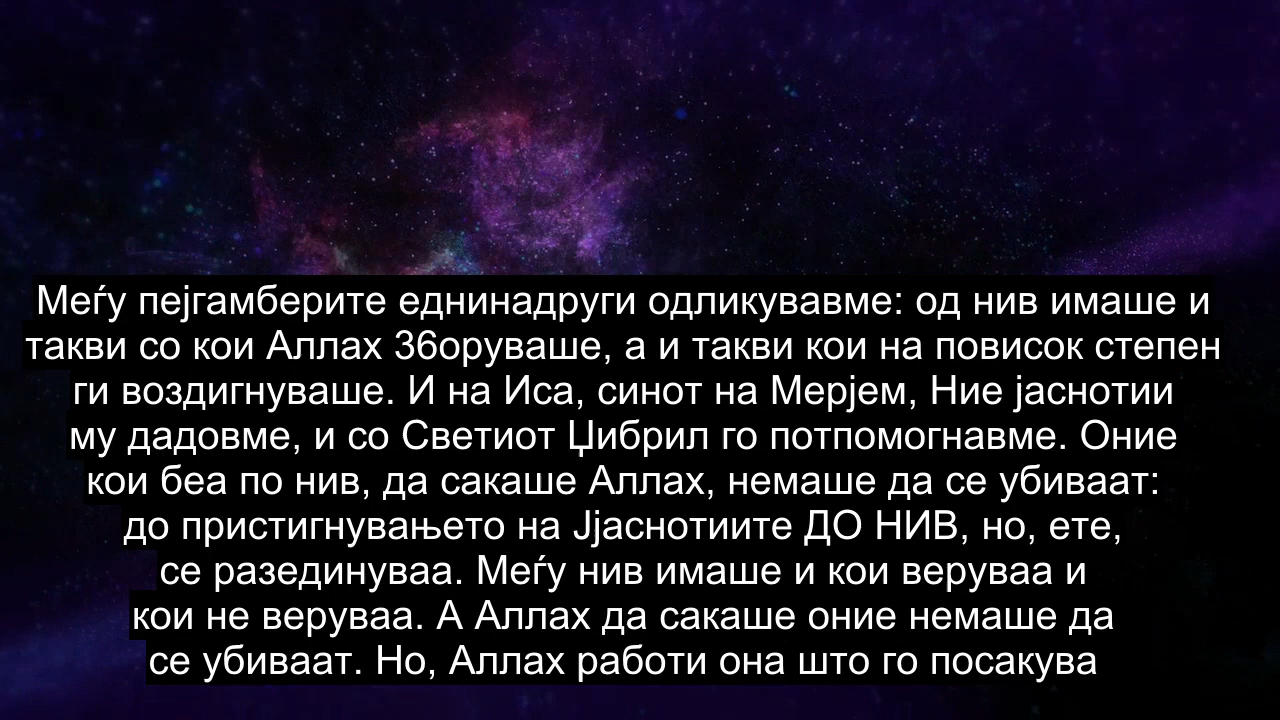 Меѓу пејгамберите еднинадруги одликувавме: од нив имаше и
такви со кои Аллах 36оруваше, а и такви кои на повисок степен
ги воздигнуваше. И на Иса, синот на Мерјем, Ние јаснотии
му дадовме, и со Светиот Џибрил го потпомогнавме. Оние
кои беа по нив, да сакаше Аллах, немаше да се убиваат:
до пристигнувањето на Јјаснотиите ДО НИВ, но, ете,
се разединуваа. Меѓу нив имаше и кои веруваа и
кои не веруваа. А Аллах да сакаше оние немаше да
се убиваат. Но, Аллах работи она што го посакува